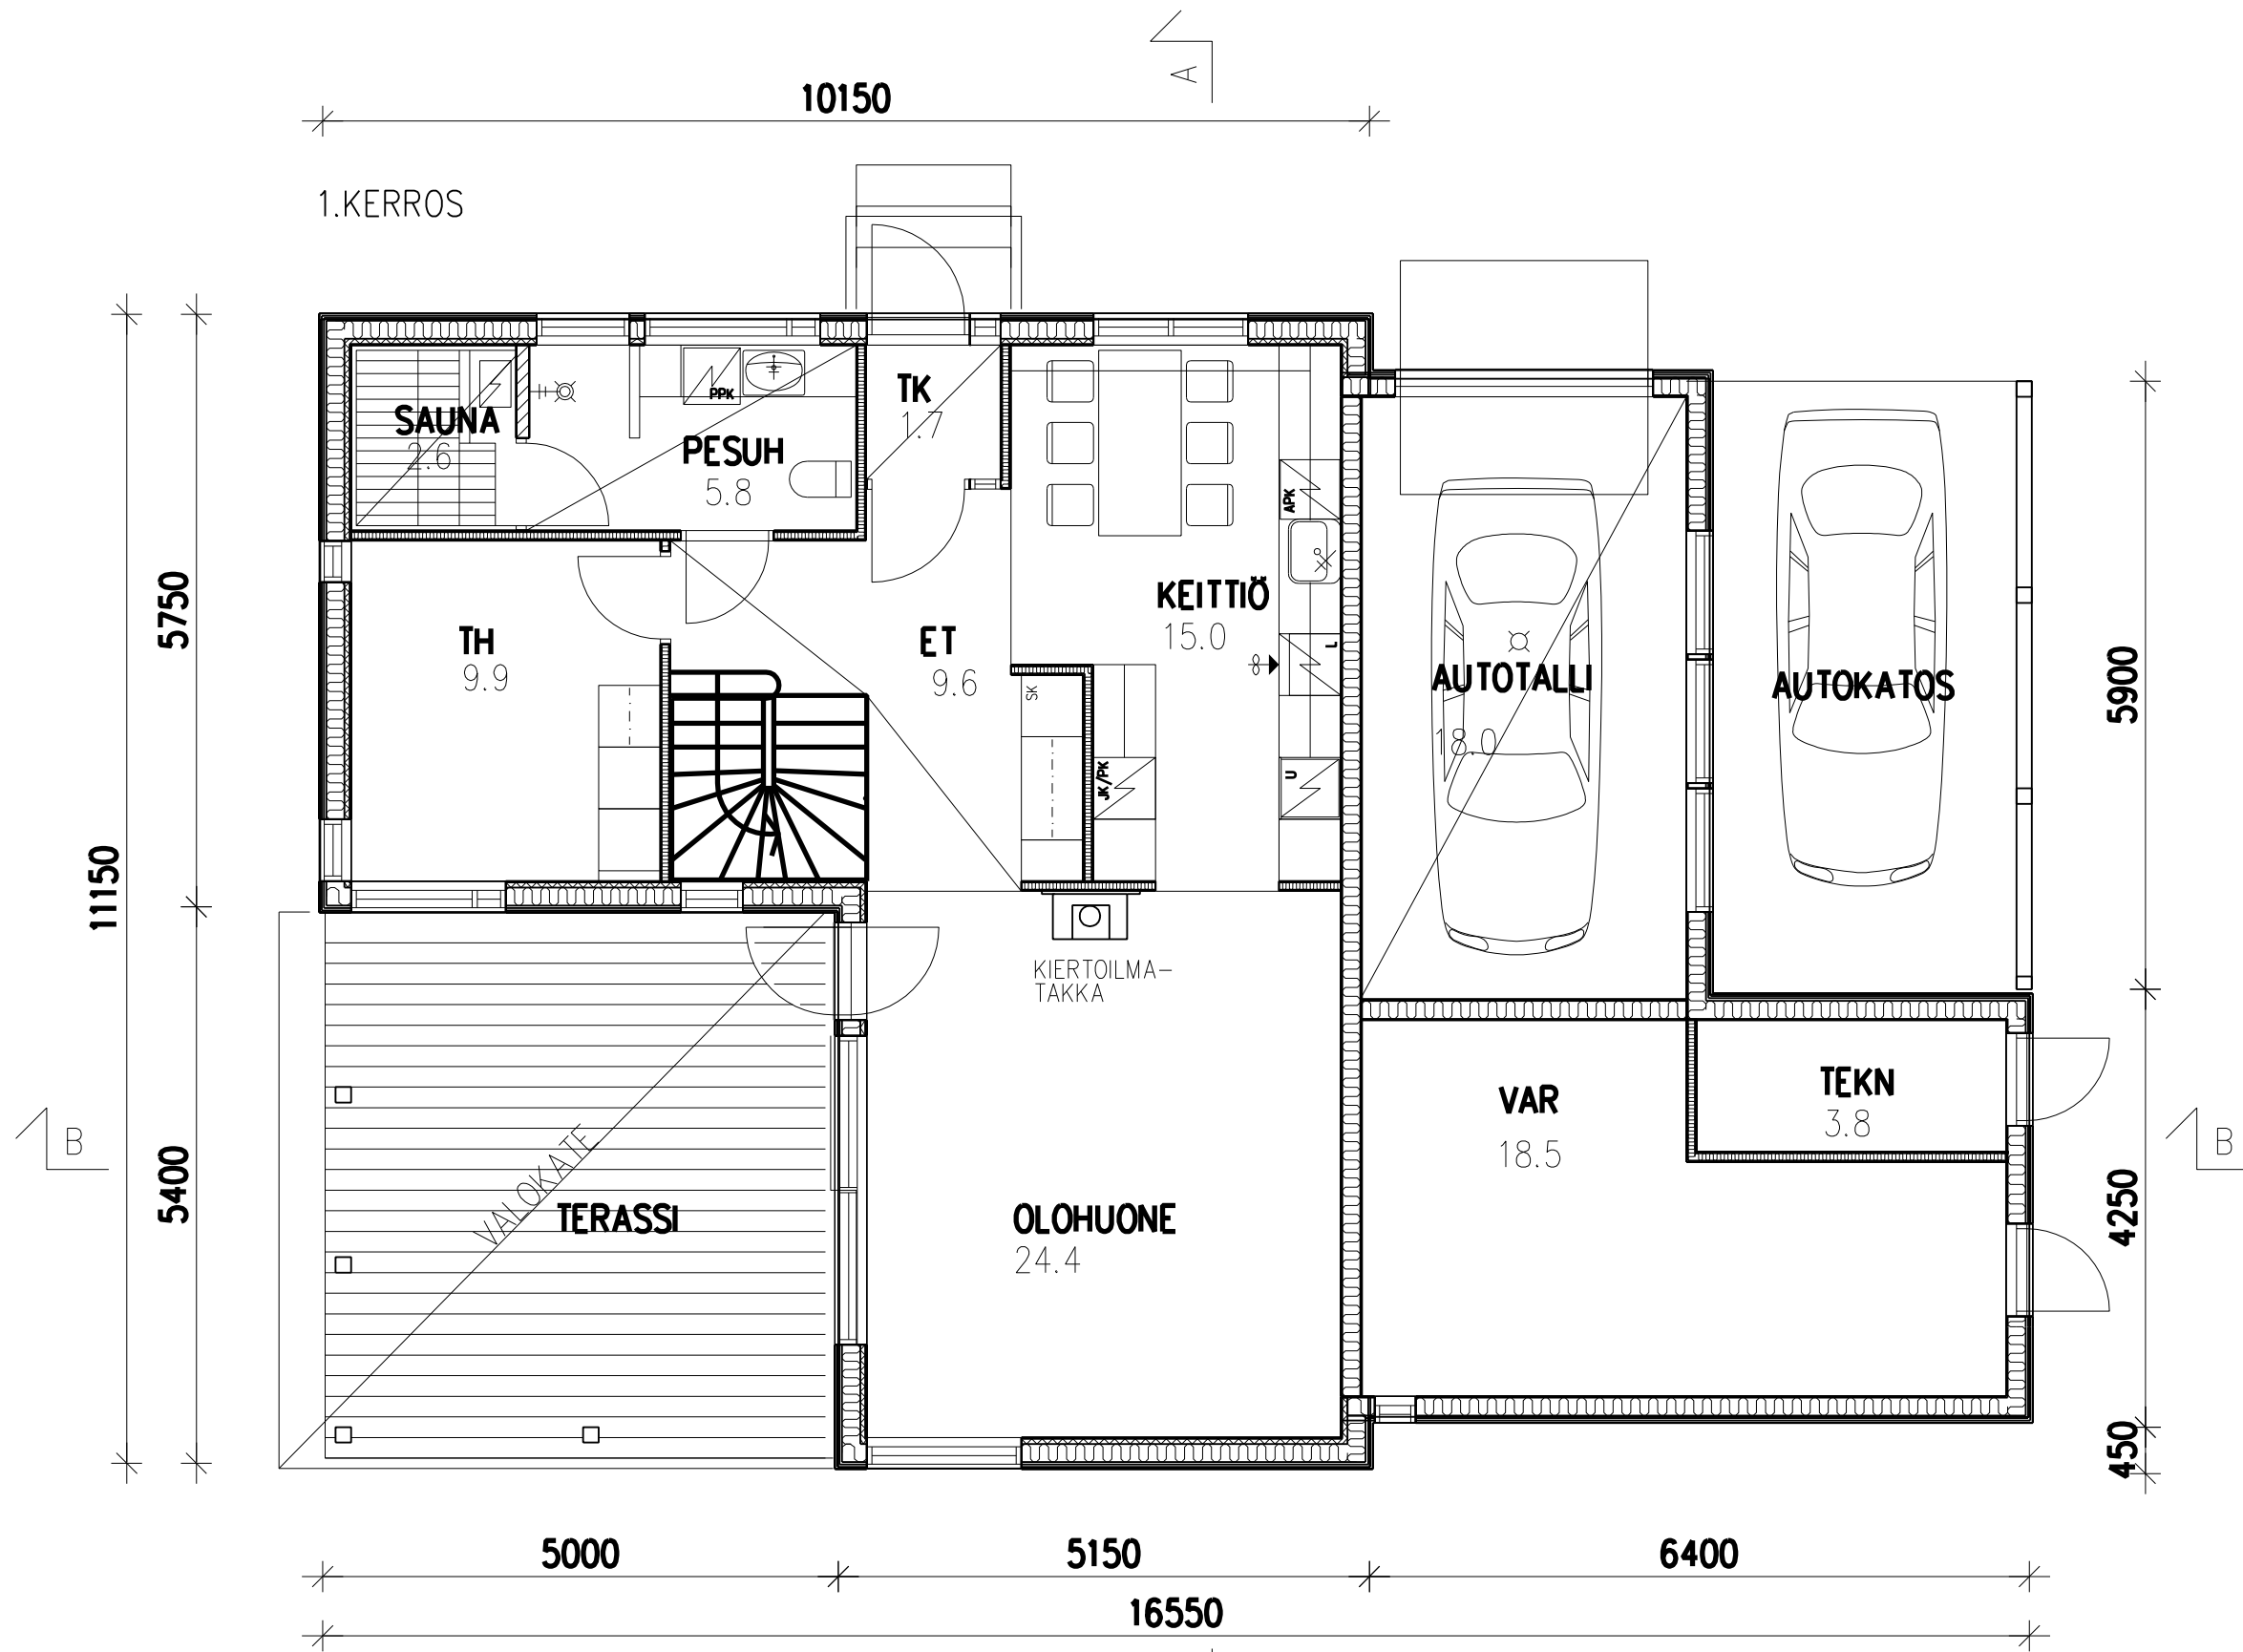 A
10150
1.KERROS
SAUNA
2.6
PPK
PESUH
5.8
TK
1.7
APK
KEITTIÖ
15.0
L
8
TH
9.9
ET
9.6
SK
JK/PK
U
AUTOTALLI
18.0
AUTOKATOS
5750
11150
5400
5900
4250
450
KIERTOILMA-
TAKKA
VAR
18.5
TEKN
3.8
B
B
VALOKATE
TERASSI
OLOHUONE
24.4
5000
5150
6400
16550